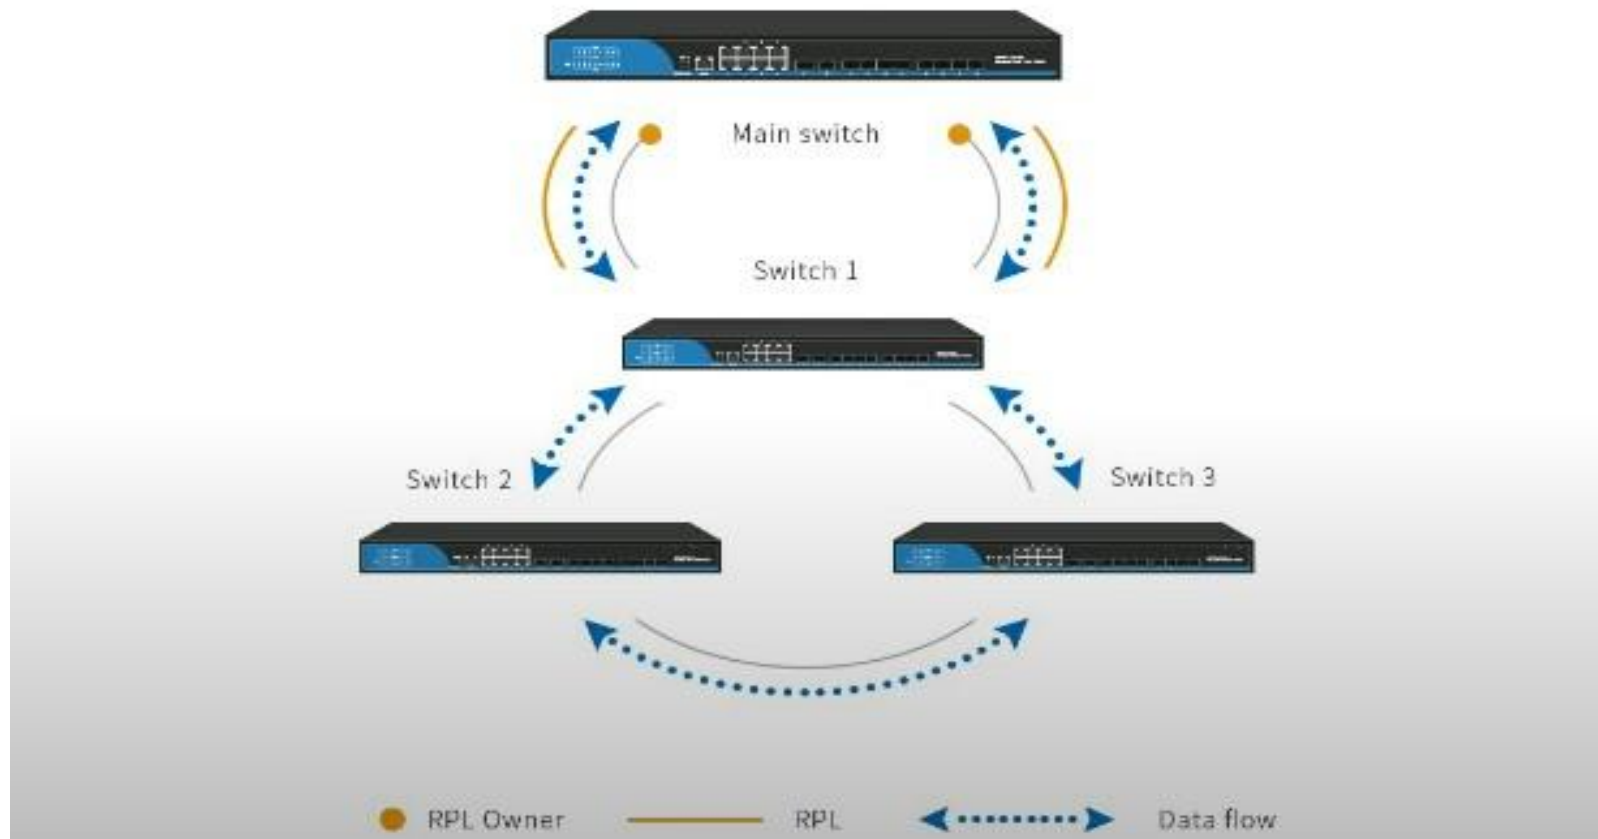 Main switch
Switch 1
Switch 2
Switch 3
RPL Owner
RPL
Data flow